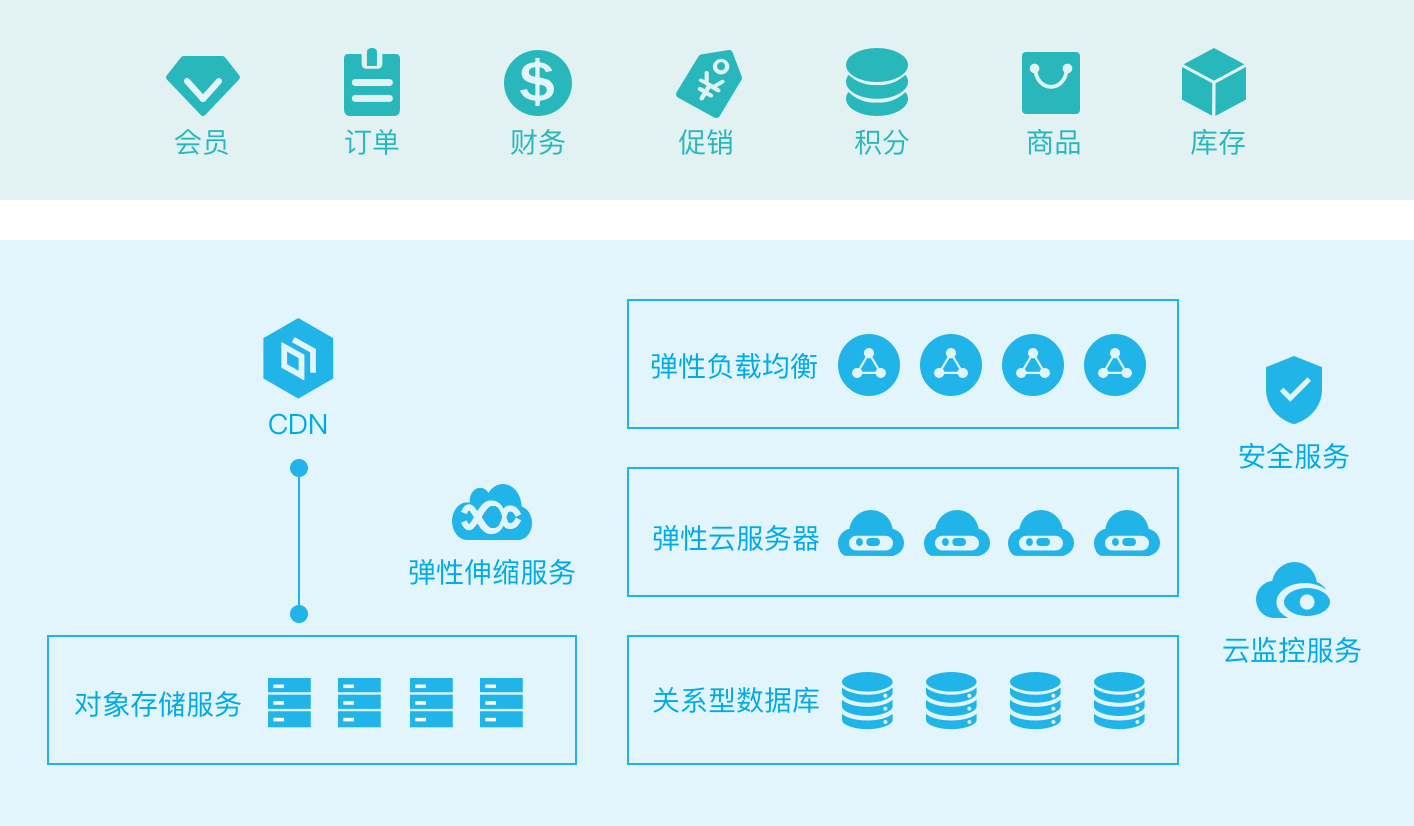 会员
订单
财务
促销
积分
商品
库存
CDN
弹性伸缩服务
对象存储服务
弹性负载均衡
弹性云服务器
关系型数据库
安全服务
云监控服务